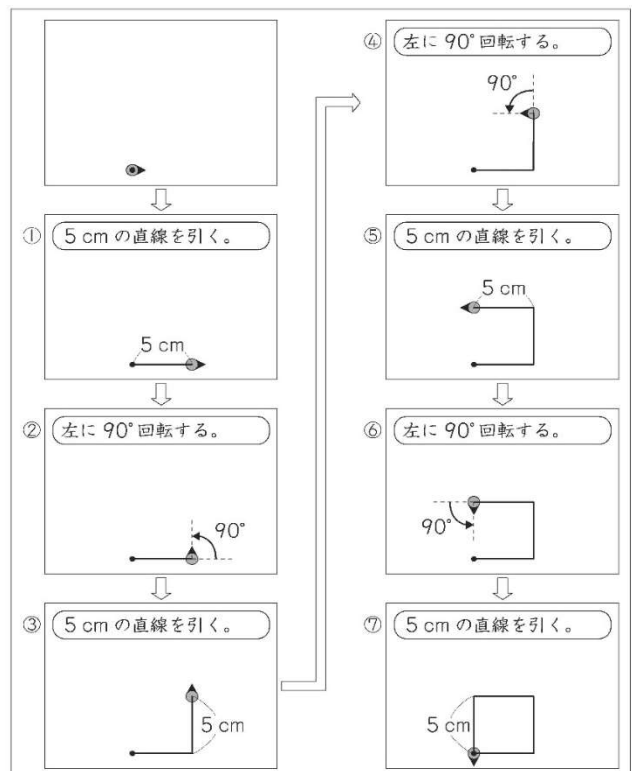 ① 5 cm の直線を引く。
5 cm
② 左に 90°回転する。
90°
③ 5 cm の直線を引く。
5 cm
④ 左に 90°回転する。
90°
⑤ 5 cm の直線を引く。
5 cm
⑥ 左に 90°回転する。
90°
⑦ 5 cm の直線を引く。
5 cm